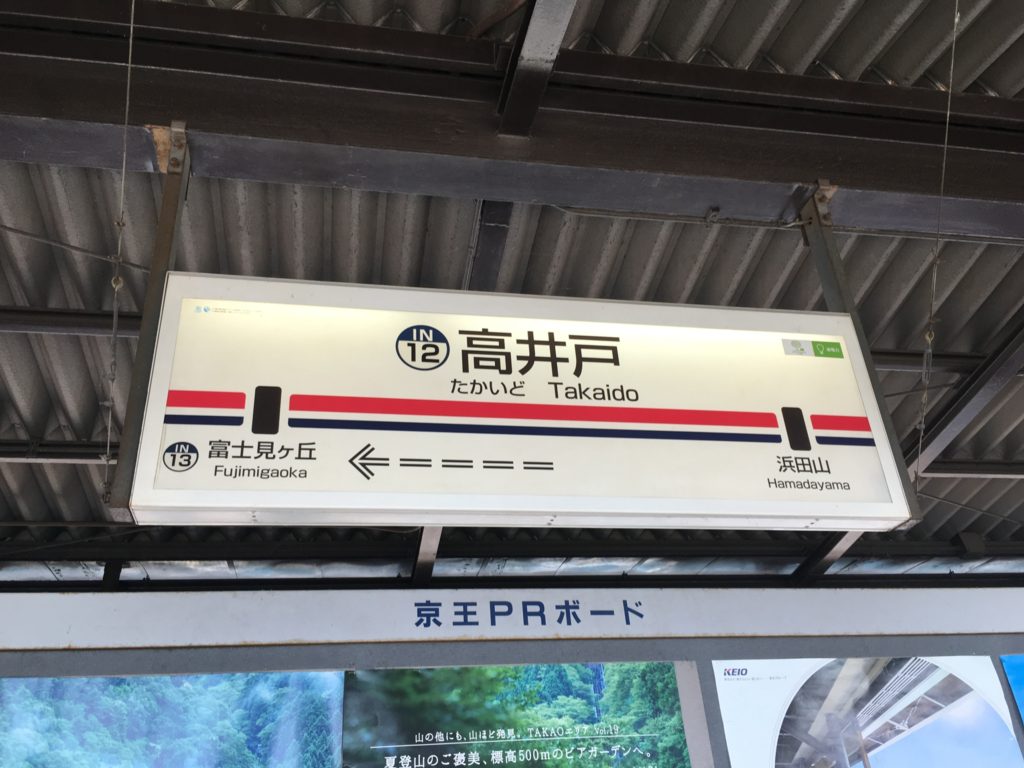 IN
12
高井戸
たかいど Takaido
IN
13
富士見ヶ丘
Fujimigaoka
浜田山
Hamadayama
京王PRボード
山の他にも、山ほど発見。TAKAOエリア Vol.19
夏登山のご褒美、標高500mのビアガーデンへ。
KEIO